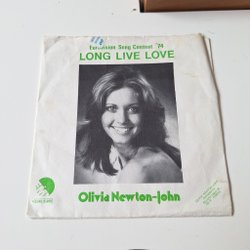 Eurovision Song Contest '74
LONG LIVE LOVE
Olivia Newton-John